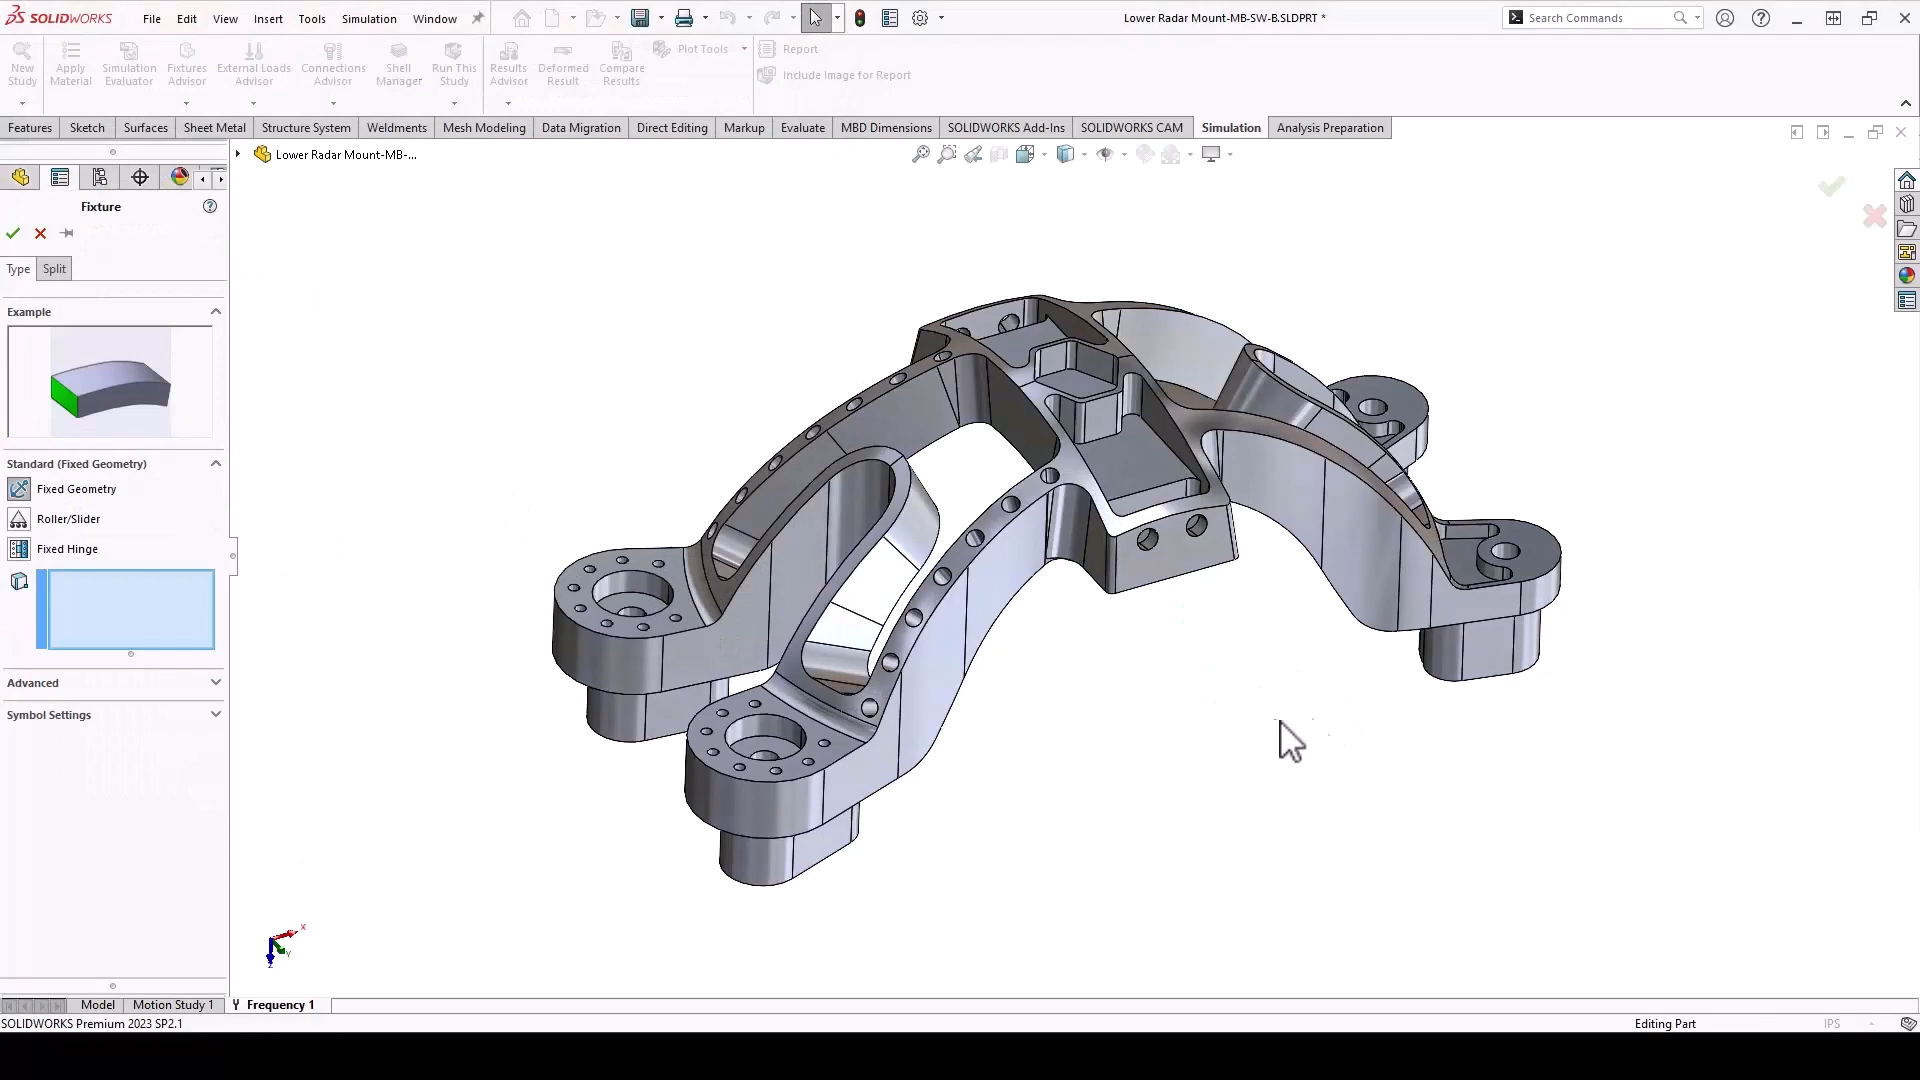 SOLIDWORKS File Edit View Insert Tools Simulation Window Lower Radar Mount-MB-SW-B.SLDPRT * Search Commands
New Study Apply Material Simulation Evaluator Fixtures Advisor External Loads Advisor Connections Advisor Shell Manager Run This Study Results Advisor Deformed Result Compare Results Plot Tools Report
Include Image for Report
Features Sketch Surfaces Sheet Metal Structure System Weldments Mesh Modeling Data Migration Direct Editing Markup Evaluate MBD Dimensions SOLIDWORKS Add-Ins SOLIDWORKS CAM Simulation Analysis Preparation
Lower Radar Mount-MB-...
Fixture
Type Split
Example
Standard (Fixed Geometry)
Fixed Geometry
Roller/Slider
Fixed Hinge
Advanced
Symbol Settings
X
Y
Z
Model Motion Study 1 Frequency 1
SOLIDWORKS Premium 2023 SP2.1 Editing Part IPS